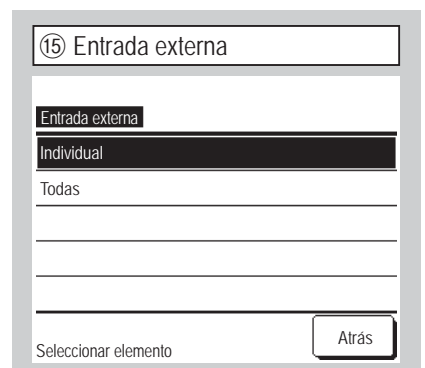 ⑮ Entrada externa
Entrada externa
Individual
Todas
Seleccionar elemento
Atrás